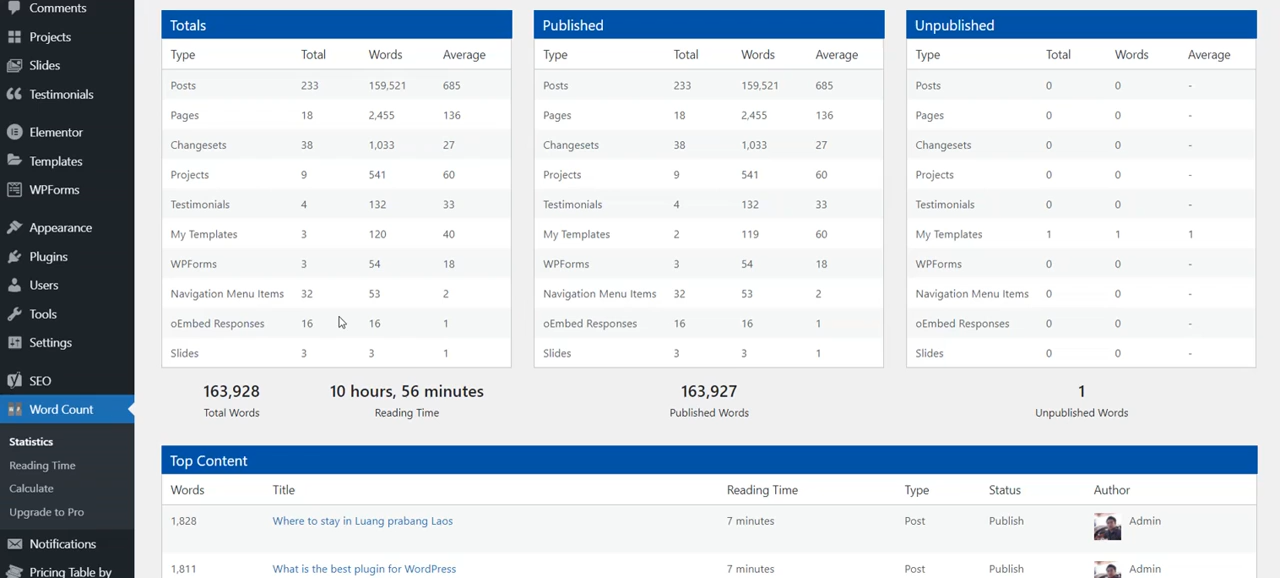 Comments
Projects
Slides
Testimonials
Elementor
Templates
WPForms
Appearance
Plugins
Users
Tools
Settings
SEO
Word Count
Statistics
Reading Time
Calculate
Upgrade to Pro
Notifications
Pricing Table by
Totals
Type Total Words Average
Posts 233 159,521 685
Pages 18 2,455 136
Changesets 38 1,033 27
Projects 9 541 60
Testimonials 4 132 33
My Templates 3 120 40
WPForms 3 54 18
Navigation Menu Items 32 53 2
oEmbed Responses 16 16 1
Slides 3 3 1
163,928 10 hours, 56 minutes
Total Words Reading Time
Published
Type Total Words Average
Posts 233 159,521 685
Pages 18 2,455 136
Changesets 38 1,033 27
Projects 9 541 60
Testimonials 4 132 33
My Templates 2 119 60
WPForms 3 54 18
Navigation Menu Items 32 53 2
oEmbed Responses 16 16 1
Slides 3 3 1
163,927
Published Words
Unpublished
Type Total Words Average
Posts 0 0 -
Pages 0 0 -
Changesets 0 0 -
Projects 0 0 -
Testimonials 0 0 -
My Templates 1 1 1
WPForms 0 0 -
Navigation Menu Items 0 0 -
oEmbed Responses 0 0 -
Slides 0 0 -
1
Unpublished Words
Top Content
Words Title Reading Time Type Status Author
1,828 Where to stay in Luang prabang Laos 7 minutes Post Publish Admin
1,811 What is the best plugin for WordPress 7 minutes Post Publish Admin